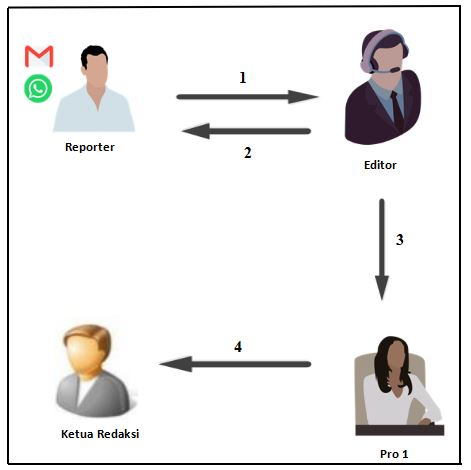 1
Reporter
2
Editor
3
4
Ketua Redaksi
Pro 1